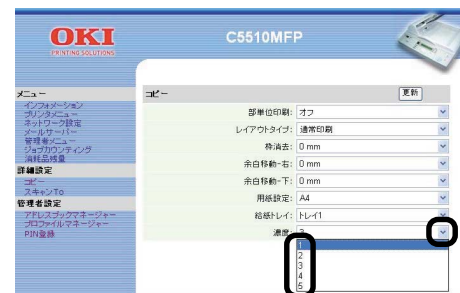 OKI
PRINTING SOLUTIONS
C5510MFP
メニュー
インフォメーション
プリンタメニュー
ネットワーク設定
メールサーバー
管理者メニュー
ジョブカウンティング
消耗品残量
詳細設定
コピー
スキャンTo
管理者設定
アドレスブックマネージャー
プロファイルマネージャー
PIN登録
コピー
更新
部単位印刷: オフ
レイアウトタイプ: 通常印刷
枠消去: 0 mm
余白移動-右: 0 mm
余白移動-下: 0 mm
用紙設定: A4
給紙トレイ: トレイ1
濃度: 3
1
2
3
4
5